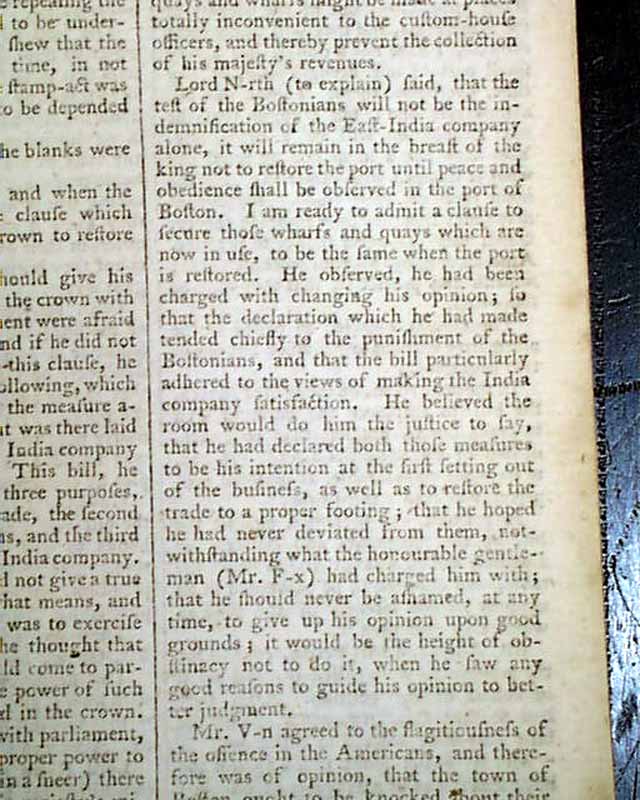 repeating the
l to be under-
ſhew that the
time, in not
ſtamp-act was
to be depended
he blanks were
and when the
clauſe which
rown to reſtore
hould give his
the crown with
ent were afraid
nd if he did not
this clauſe, he
ollowing, which
the meaſure a-
t was there laid
India company
This bill, he
three purpoſes,
ade, the ſecond
s, and the third
India company.
d not give a true
hat means, and
was to exerciſe
he thought that
ld come to par-
e power of ſuch
d in the crown.
with parliament,
proper power to
in a ſneer) there
quays and wharfs might be made at places
totally inconvenient to the cuſtom-houſe
officers, and thereby prevent the collection
of his majeſty's revenues.
Lord N-rth (to explain) ſaid, that the
teſt of the Boſtonians will not be the in-
demnification of the Eaſt-India company
alone, it will remain in the breaſt of the
king not to reſtore the port until peace and
obedience ſhall be obſerved in the port of
Boſton. I am ready to admit a clauſe to
ſecure thoſe wharfs and quays which are
now in uſe, to be the ſame when the port
is reſtored. He obſerved, he had been
charged with changing his opinion; ſo
that the declaration which he had made
tended chiefly to the puniſhment of the
Boſtonians, and that the bill particularly
adhered to the views of making the India
company ſatisfaction. He believed the
room would do him the juſtice to ſay,
that he had declared both thoſe meaſures
to be his intention at the firſt ſetting out
of the buſineſs, as well as to reſtore the
trade to a proper footing; that he hoped
he had never deviated from them, not-
withſtanding what the honourable gentle-
man (Mr. F-x) had charged him with;
that he ſhould never be aſhamed, at any
time, to give up his opinion upon good
grounds; it would be the height of ob-
ſtinacy not to do it, when he ſaw any
good reaſons to guide his opinion to bet-
ter judgment.
Mr. V-n agreed to the flagitiouſneſs of
the offence in the Americans, and there-
fore was of opinion, that the town of
Boſton ought to be knocked about their